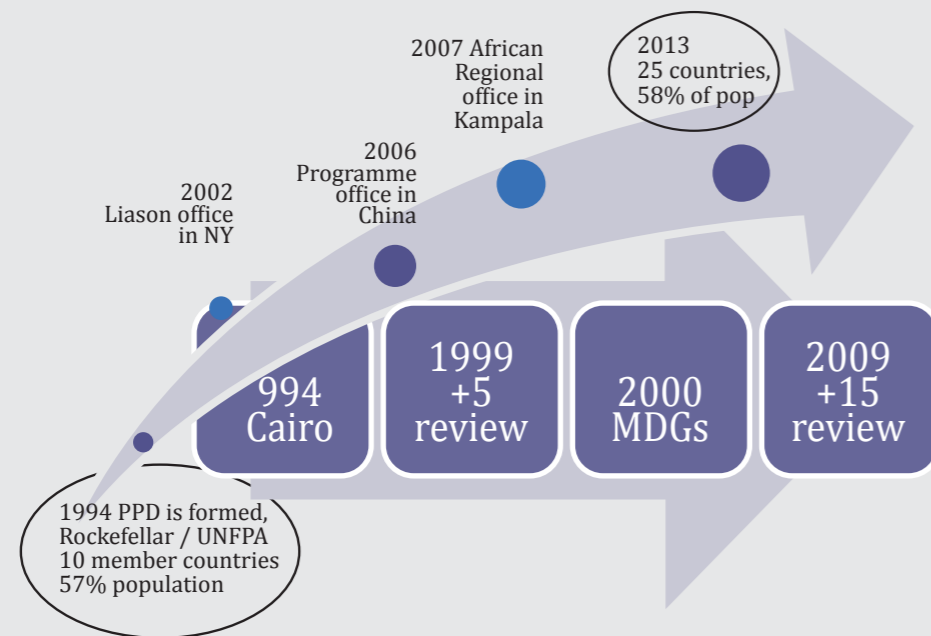 2013
25 countries,
58% of pop
2007 African
Regional
office in
Kampala
2006
Programme
office in
China
2002
Liason office
in NY
994
Cairo
1999
+5
review
2000
MDGs
2009
+15
review
1994 PPD is formed,
Rockefellar / UNFPA
10 member countries
57% population